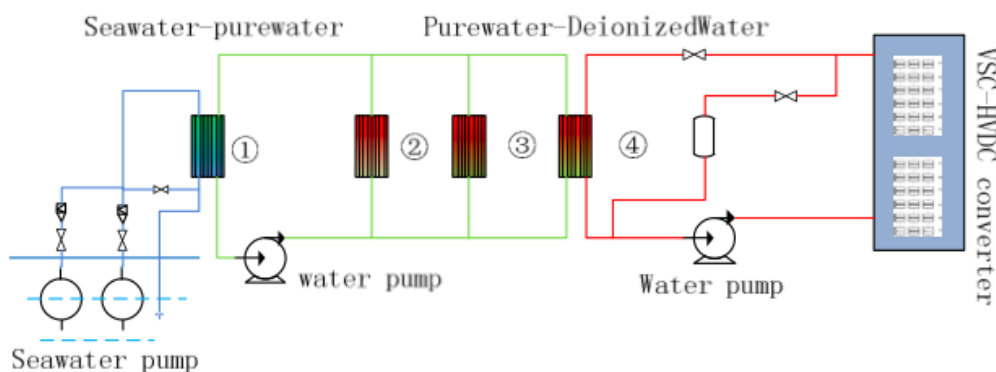 Seawater-purewater
Purewater-DeionizedWater
①
②
③
④
VSC-HVDC converter
water pump
Water pump
Seawater pump